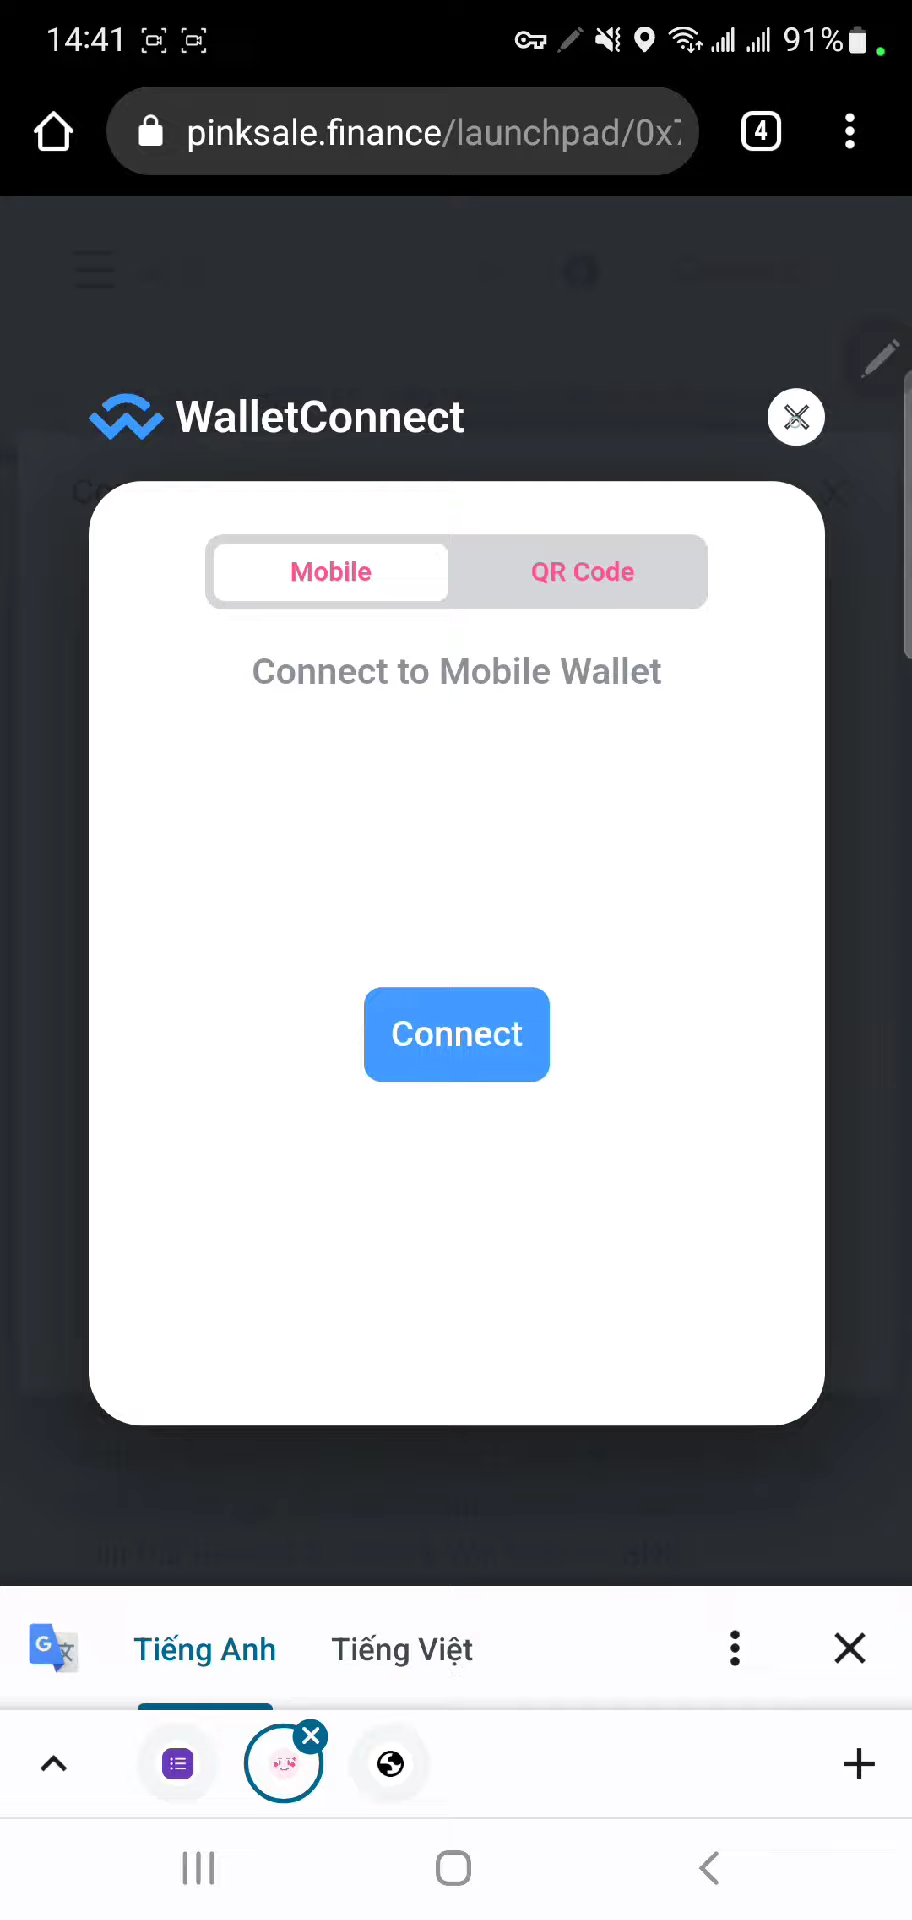 14:41
91%
pinksale.finance/launchpad/0x
4
WalletConnect
Mobile
QR Code
Connect to Mobile Wallet
Connect
Tiếng Anh
Tiếng Việt